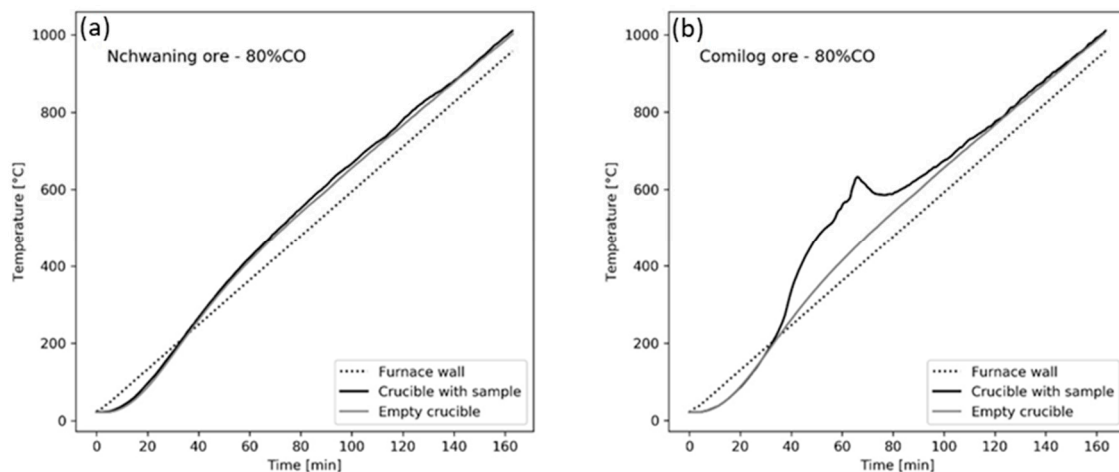 (a)
Nchwaning ore - 80%CO
Temperature [°C]
1000
800
600
400
200
0
0 20 40 60 80 100 120 140 160
Time [min]
Furnace wall
Crucible with sample
Empty crucible
(b)
Comilog ore - 80%CO
Temperature [°C]
1000
800
600
400
200
0
0 20 40 60 80 100 120 140 160
Time [min]
Furnace wall
Crucible with sample
Empty crucible